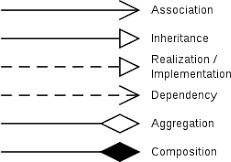 Association
Inheritance
Realization /
Implementation
Dependency
Aggregation
Composition